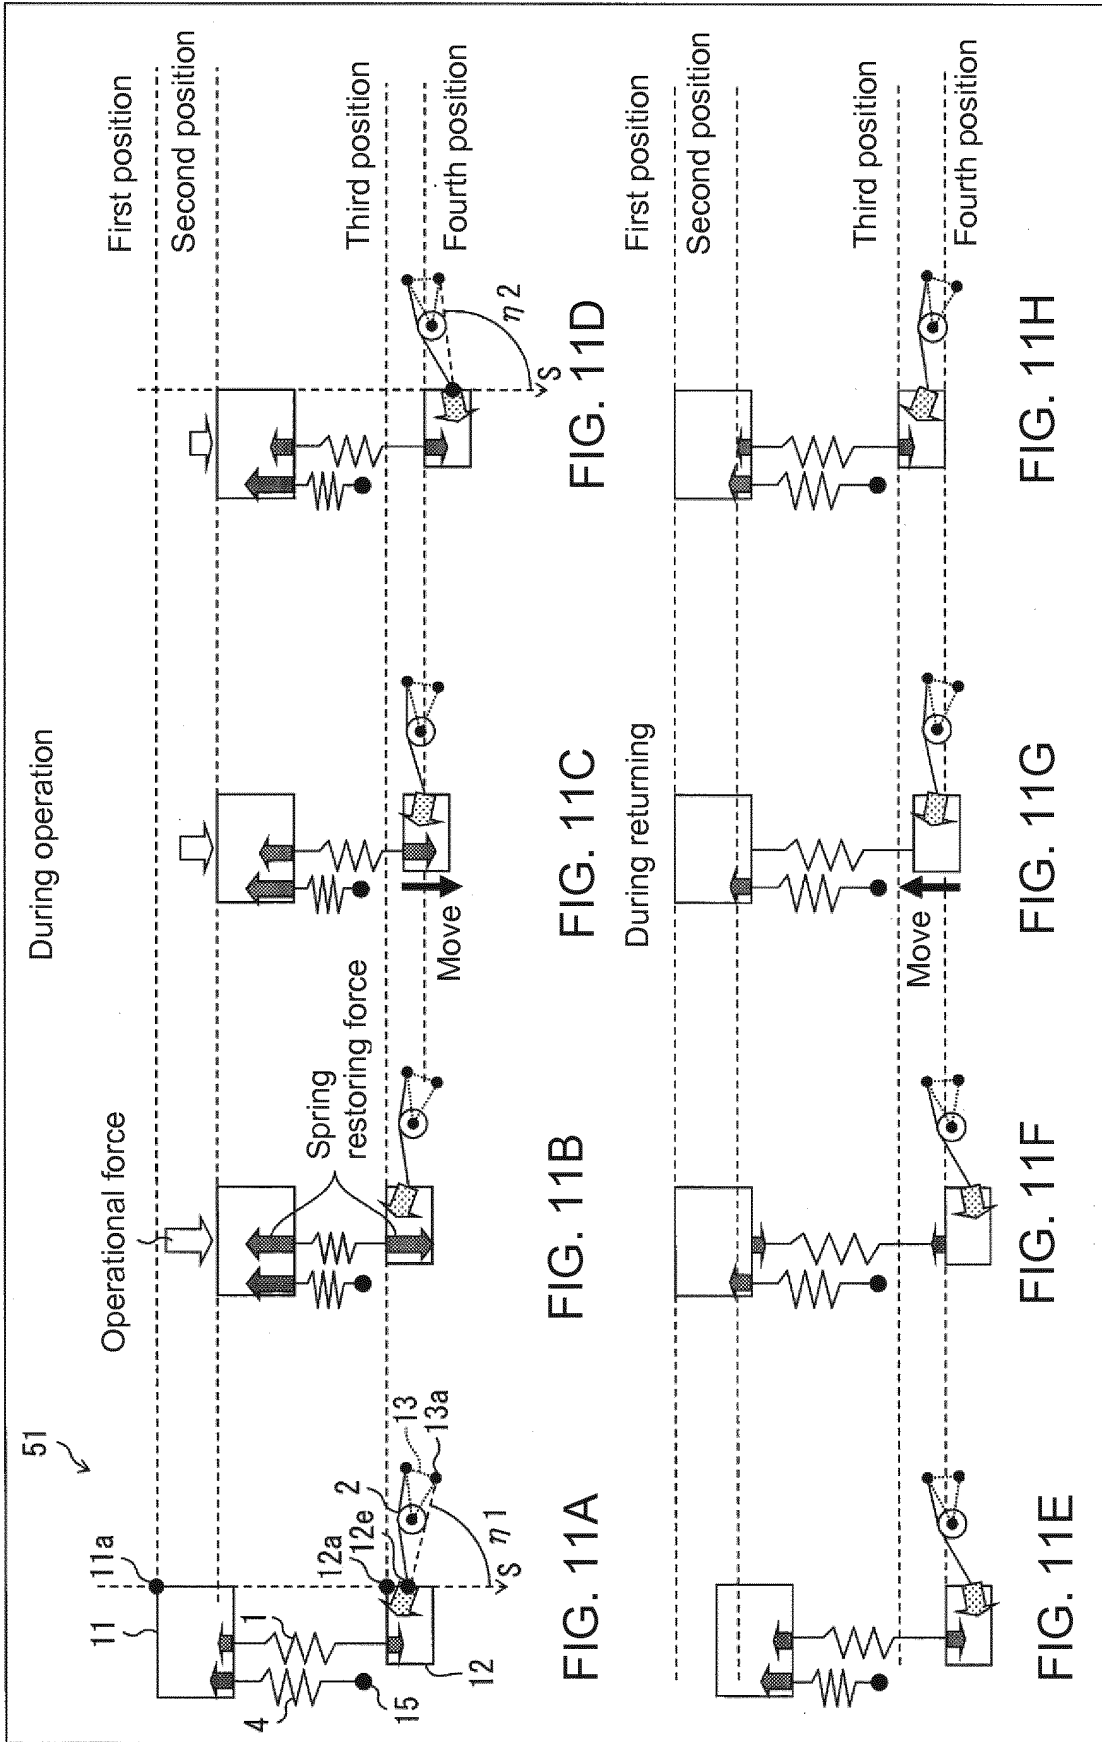 During operation
51
11
11a
4
1
15
12
12a
12e
2
13
13a
S
η1
FIG. 11A
Operational force
Spring
restoring force
FIG. 11B
Move
FIG. 11C
S
η2
FIG. 11D
First position
Second position
Third position
Fourth position
During returning
FIG. 11E
FIG. 11F
Move
FIG. 11G
FIG. 11H
First position
Second position
Third position
Fourth position